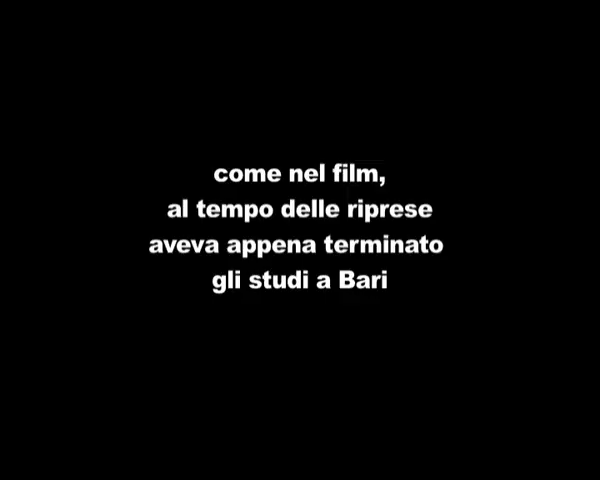 come nel film,
al tempo delle riprese
aveva appena terminato
gli studi a Bari